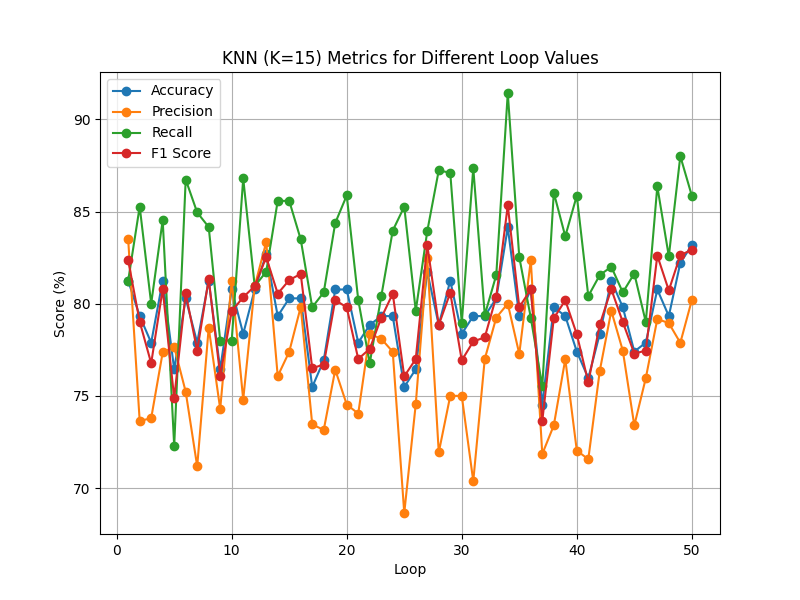 KNN (K=15) Metrics for Different Loop Values
Accuracy
Precision
Recall
F1 Score
Score (%)
90
85
80
75
70
0 10 20 30 40 50
Loop